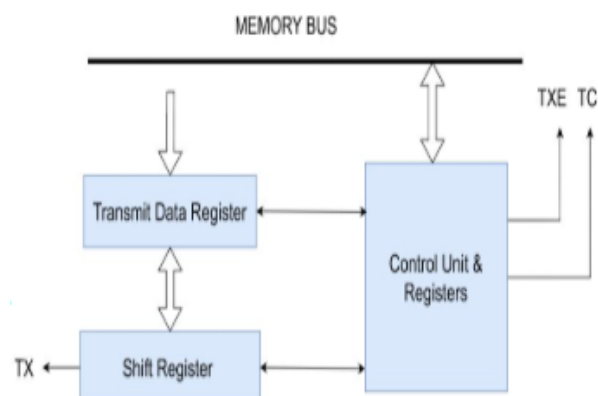 MEMORY BUS
TXE TC
Transmit Data Register
Control Unit &
Registers
TX
Shift Register